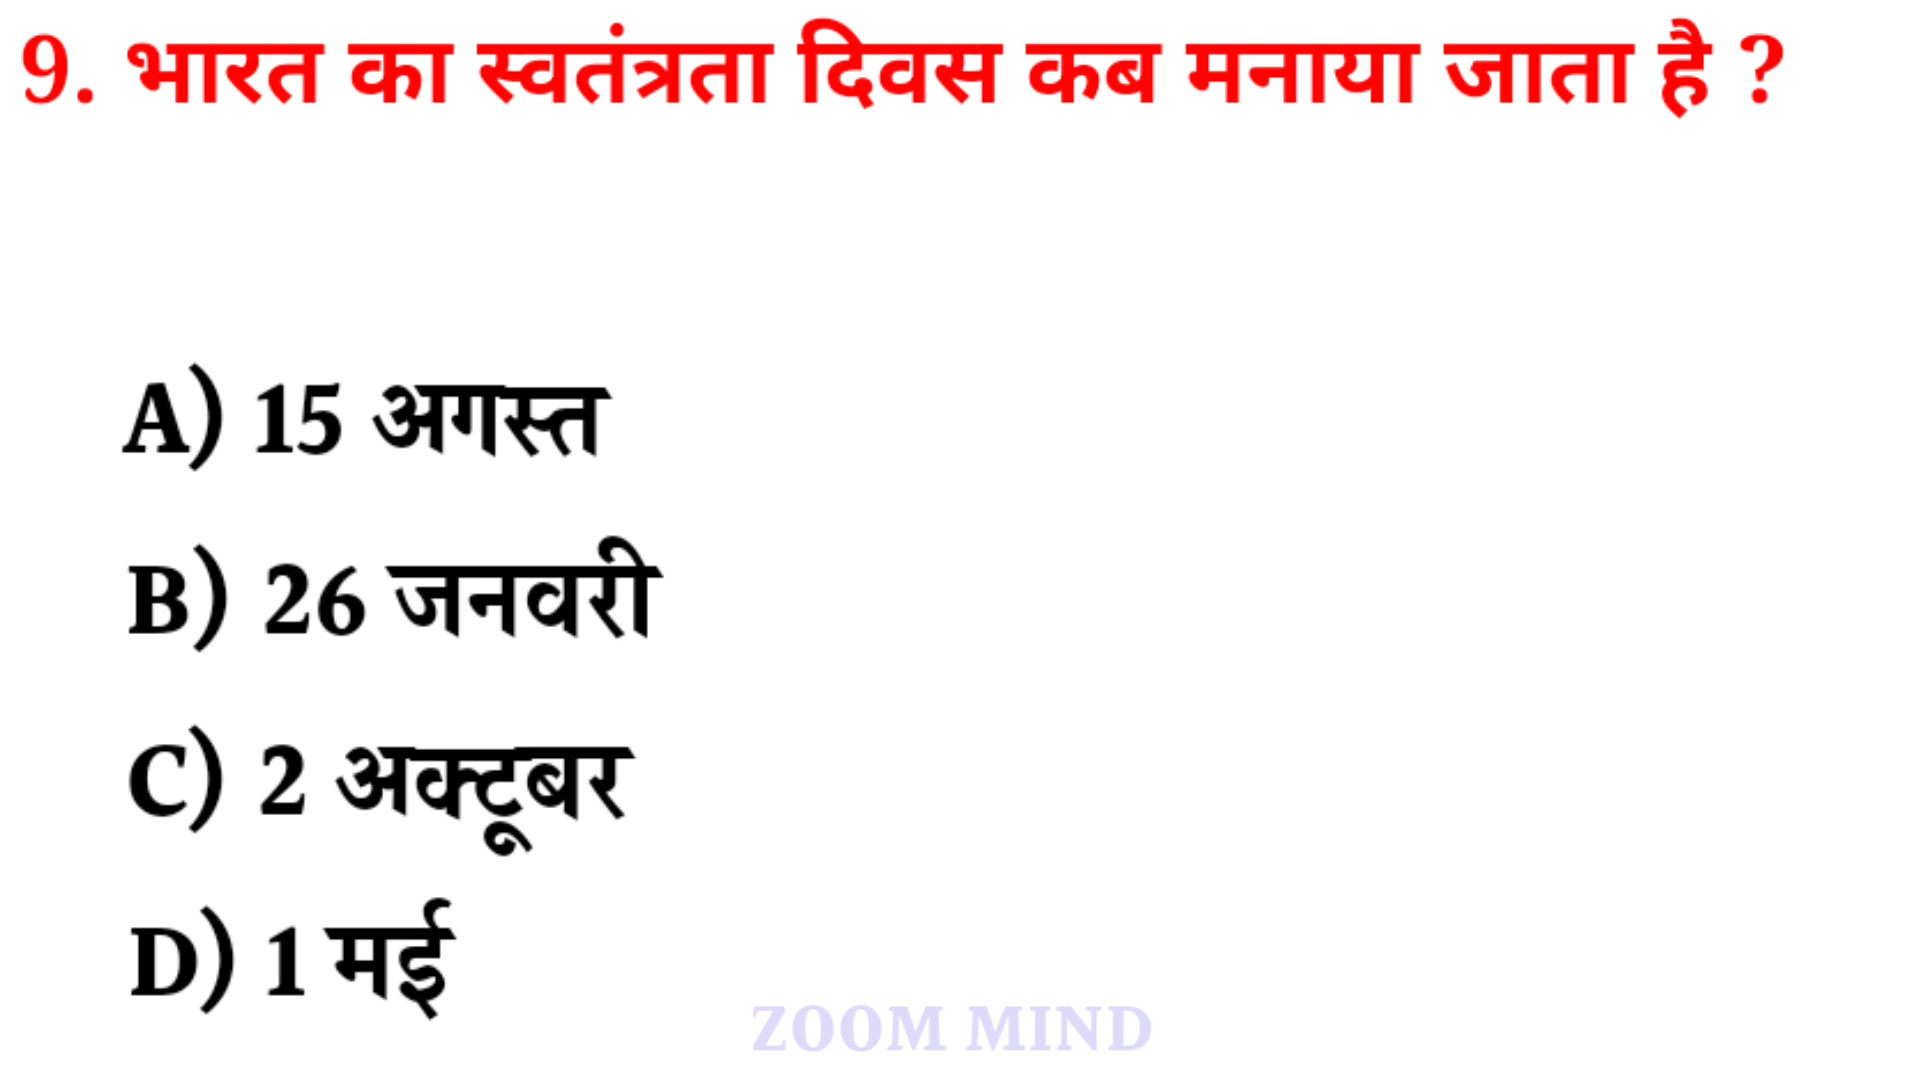 9. भारत का स्वतंत्रता दिवस कब मनाया जाता है ?
A) 15 अगस्त
B) 26 जनवरी
C) 2 अक्टूबर
D) 1 मई
ZOOM MIND